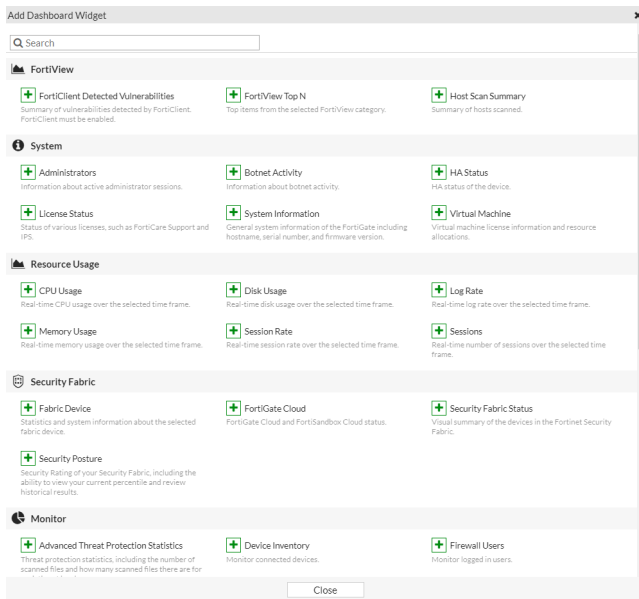 Add Dashboard Widget
Search
FortiView
FortiClient Detected Vulnerabilities
Summary of vulnerabilities detected by FortiClient.
FortiClient must be enabled.
FortiView Top N
Top items from the selected FortiView category.
Host Scan Summary
Summary of hosts scanned.
System
Administrators
Information about active administrator sessions.
Botnet Activity
Information about botnet activity.
HA Status
HA status of the device.
License Status
Status of various licenses, such as FortiCare Support and
IPS.
System Information
General system information of the FortiGate including
hostname, serial number, and firmware version.
Virtual Machine
Virtual machine license information and resource
allocations.
Resource Usage
CPU Usage
Real-time CPU usage over the selected time frame.
Disk Usage
Real-time disk usage over the selected time frame.
Log Rate
Real-time log rate over the selected time frame.
Memory Usage
Real-time memory usage over the selected time frame.
Session Rate
Real-time session rate over the selected time frame.
Sessions
Real-time number of sessions over the selected time
frame.
Security Fabric
Fabric Device
Statistics and system information about the selected
fabric device.
FortiGate Cloud
FortiGate Cloud and FortiSandbox Cloud status.
Security Fabric Status
Visual summary of the devices in the Fortinet Security
Fabric.
Security Posture
Security Rating of your Security Fabric, including the
ability to view your current percentile and review
historical results.
Monitor
Advanced Threat Protection Statistics
Threat protection statistics, including the number of
scanned files and how many scanned files there are for
Device Inventory
Monitor connected devices.
Firewall Users
Monitor logged in users.
Close